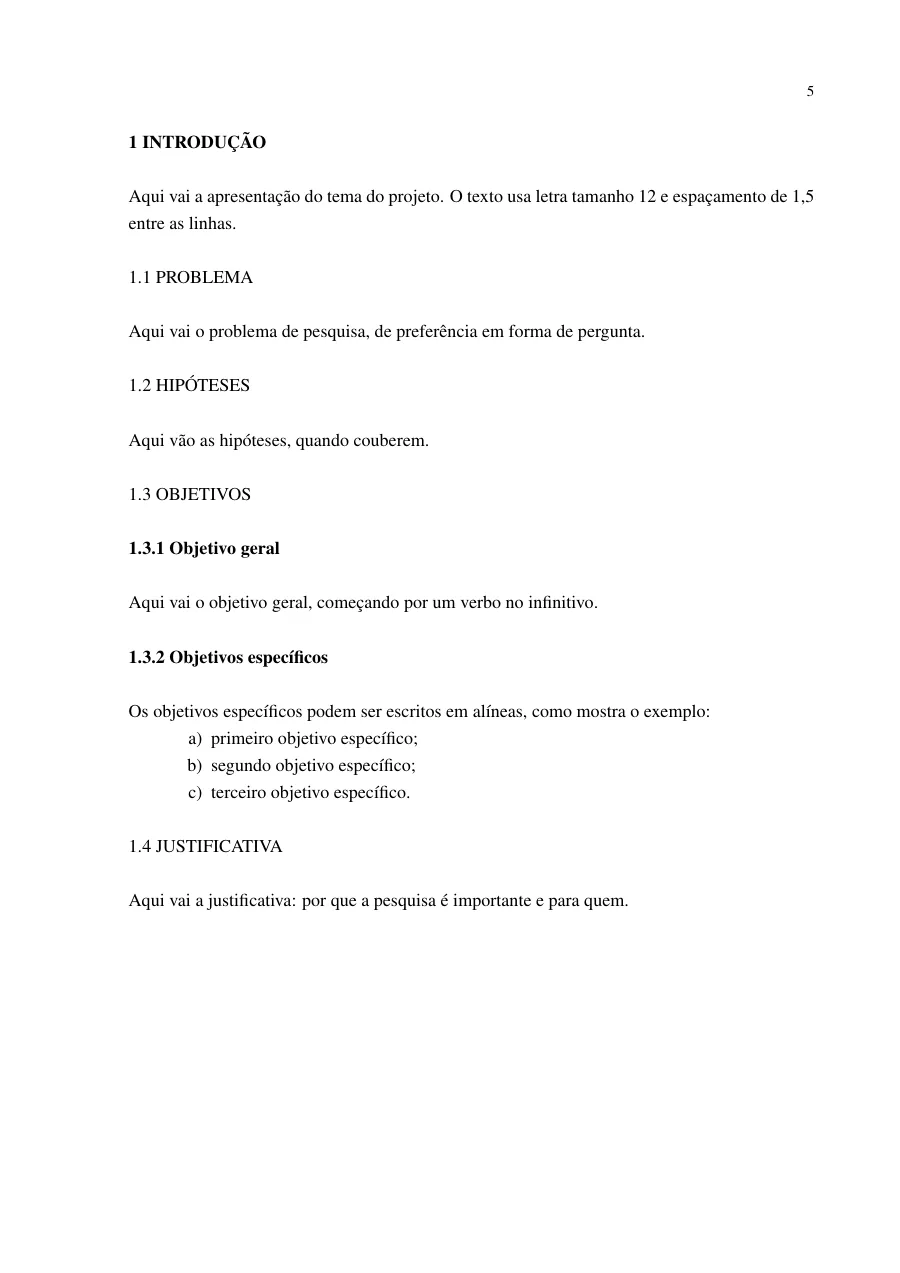 5
1 INTRODUÇÃO
Aqui vai a apresentação do tema do projeto. O texto usa letra tamanho 12 e espaçamento de 1,5
entre as linhas.
1.1 PROBLEMA
Aqui vai o problema de pesquisa, de preferência em forma de pergunta.
1.2 HIPÓTESES
Aqui vão as hipóteses, quando couberem.
1.3 OBJETIVOS
1.3.1 Objetivo geral
Aqui vai o objetivo geral, começando por um verbo no infinitivo.
1.3.2 Objetivos específicos
Os objetivos específicos podem ser escritos em alíneas, como mostra o exemplo:
a) primeiro objetivo específico;
b) segundo objetivo específico;
c) terceiro objetivo específico.
1.4 JUSTIFICATIVA
Aqui vai a justificativa: por que a pesquisa é importante e para quem.